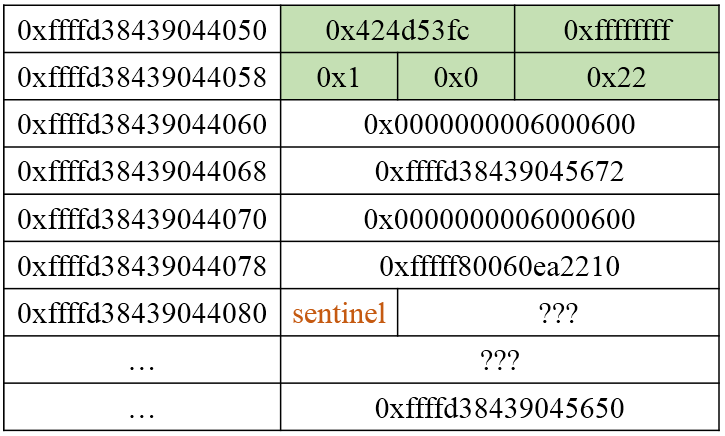 0xffffd38439044050 0x424d53fc 0xffffffff
0xffffd38439044058 0x1 0x0 0x22
0xffffd38439044060 0x0000000006000600
0xffffd38439044068 0xffffd38439045672
0xffffd38439044070 0x0000000006000600
0xffffd38439044078 0xfffff80060ea2210
0xffffd38439044080 sentinel ???
… ???
… 0xffffd38439045650